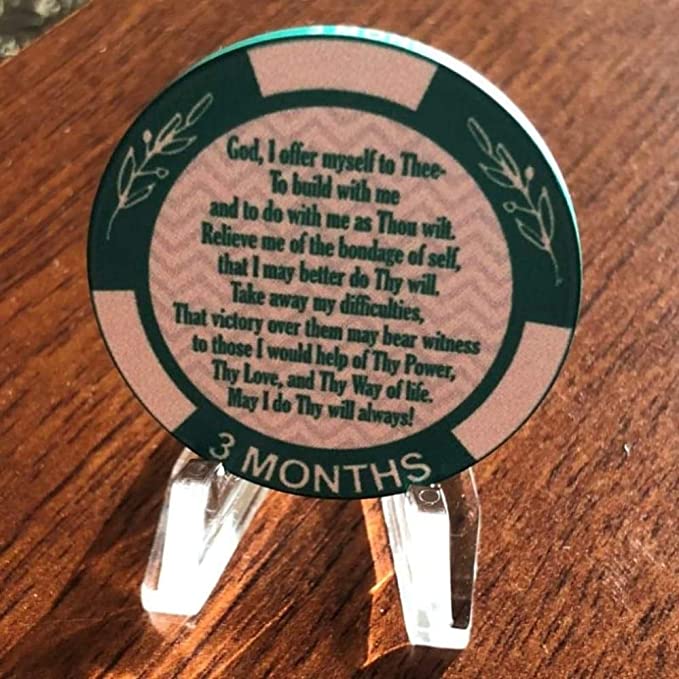 God, I offer myself to Thee-
To build with me
and to do with me as Thou wilt.
Relieve me of the bondage of self,
that I may better do Thy will.
Take away my difficulties,
That victory over them may bear witness
to those I would help of Thy Power,
Thy Love, and Thy Way of life.
May I do Thy will always!
3 MONTHS